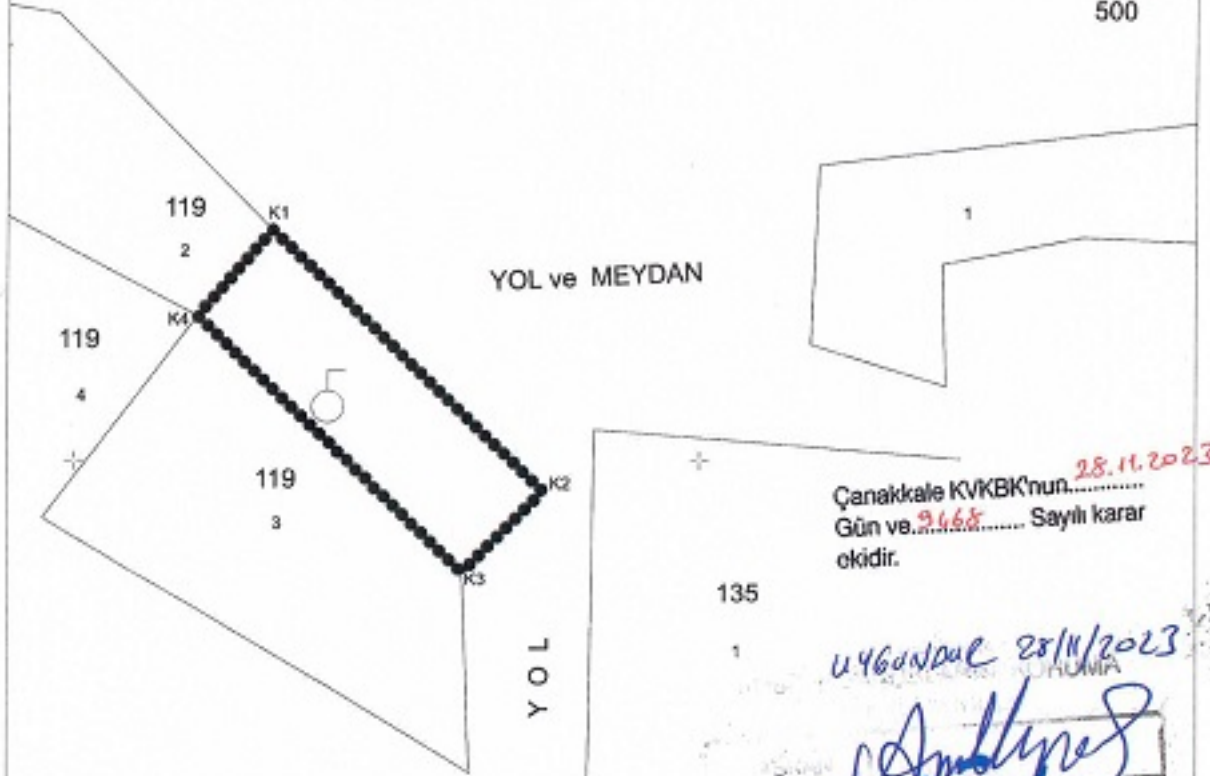 500
119
2
K1
1
YOL ve MEYDAN
K4
119
4
119
3
K2
K3
28.11.2023
Çanakkale KVKBK'nun............
Gün ve 9468 ........ Sayılı karar
ekidir.
135
1
YOL
UYGUNDUR 28/11/2023
KORUMA